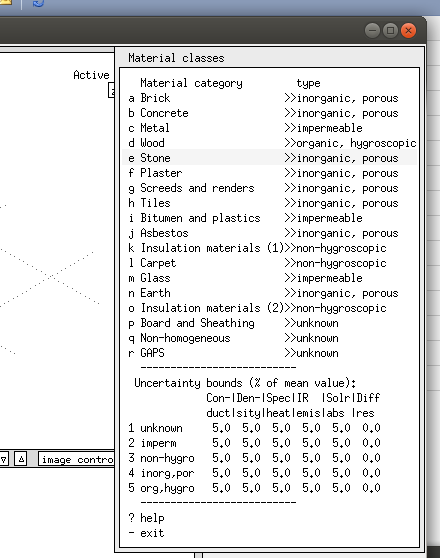 Material classes
Active
Material category type
a Brick >>inorganic, porous
b Concrete >>inorganic, porous
c Metal >>impermeable
d Wood >>organic, hygroscopic
e Stone >>inorganic, porous
f Plaster >>inorganic, porous
g Screeds and renders >>inorganic, porous
h Tiles >>inorganic, porous
i Bitumen and plastics >>impermeable
j Asbestos >>inorganic, porous
k Insulation materials (1)>>non-hygroscopic
l Carpet >>non-hygroscopic
m Glass >>impermeable
n Earth >>inorganic, porous
o Insulation materials (2)>>non-hygroscopic
p Board and Sheathing >>unknown
q Non-homogeneous >>unknown
r GAPS >>unknown
--------------------------
Uncertainty bounds (% of mean value):
Con-|Den-|Spec|IR |Solr|Diff
duct|sity|heat|emis|abs |res
1 unknown 5.0 5.0 5.0 5.0 5.0 0.0
2 imperm 5.0 5.0 5.0 5.0 5.0 0.0
3 non-hygro 5.0 5.0 5.0 5.0 5.0 0.0
4 inorg,por 5.0 5.0 5.0 5.0 5.0 0.0
5 org,hygro 5.0 5.0 5.0 5.0 5.0 0.0
--------------------------
image contro
? help
- exit